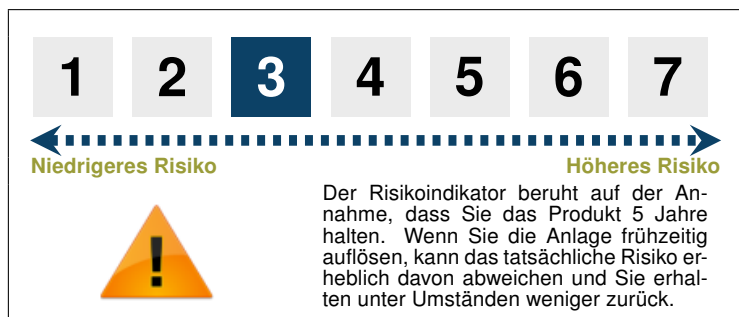 1 2 3 4 5 6 7
Niedrigeres Risiko Höheres Risiko
Der Risikoindikator beruht auf der An-
nahme, dass Sie das Produkt 5 Jahre
halten. Wenn Sie die Anlage frühzeitig
auflösen, kann das tatsächliche Risiko er-
heblich davon abweichen und Sie erhal-
ten unter Umständen weniger zurück.